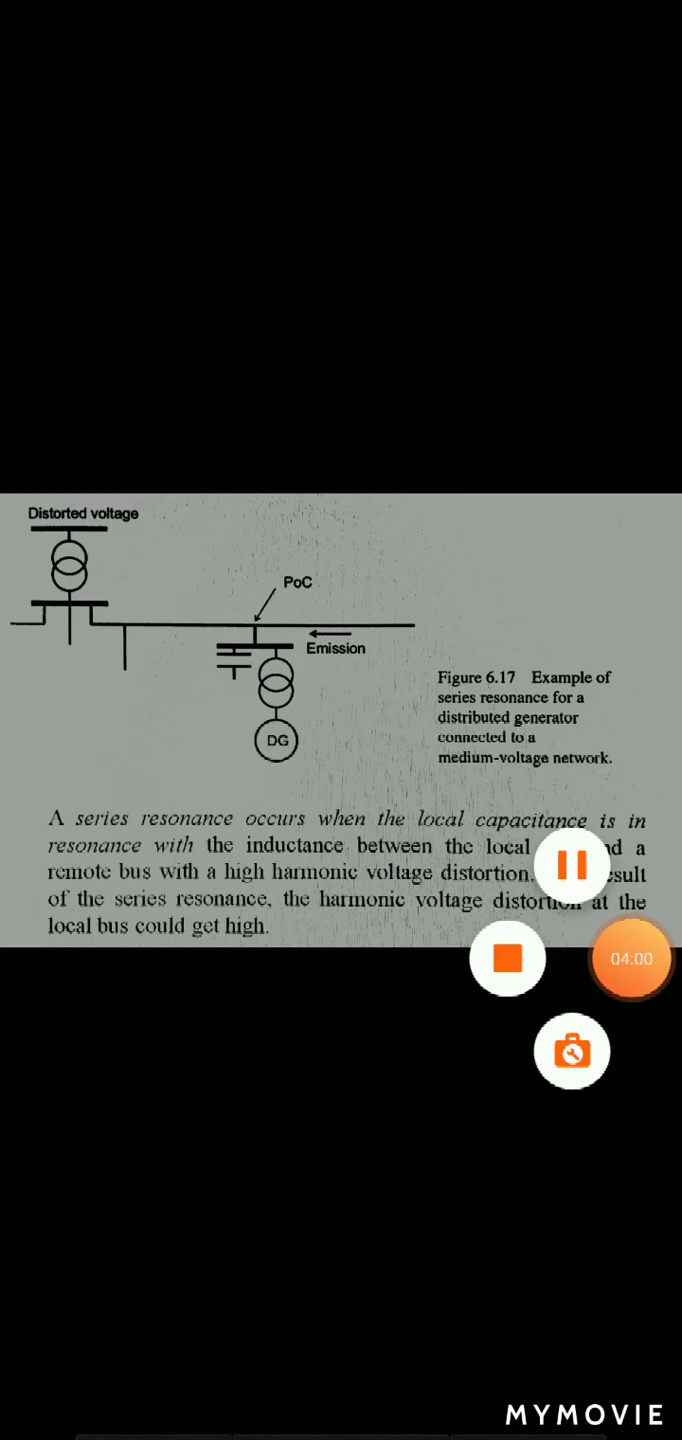 Distorted voltage
PoC
Emission
DG
Figure 6.17 Example of
series resonance for a
distributed generator
connected to a
medium-voltage network.
A series resonance occurs when the local capacitance is in
resonance with the inductance between the local a
remote bus with a high harmonic voltage distortion.
of the series resonance, the harmonic voltage distortion at the
local bus could get high.
04:00
MYMOVIE